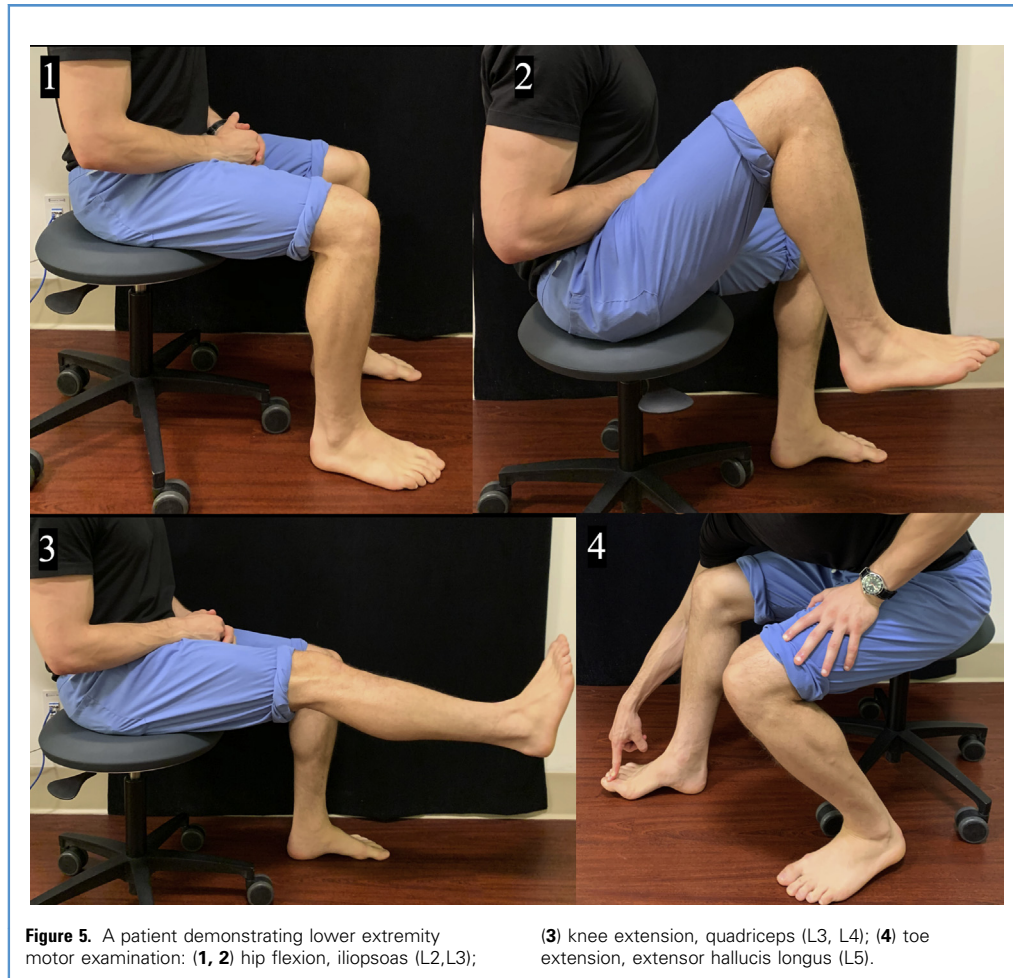 1
2
3
4
Figure 5. A patient demonstrating lower extremity
motor examination: (1, 2) hip flexion, iliopsoas (L2,L3);
(3) knee extension, quadriceps (L3, L4); (4) toe
extension, extensor hallucis longus (L5).